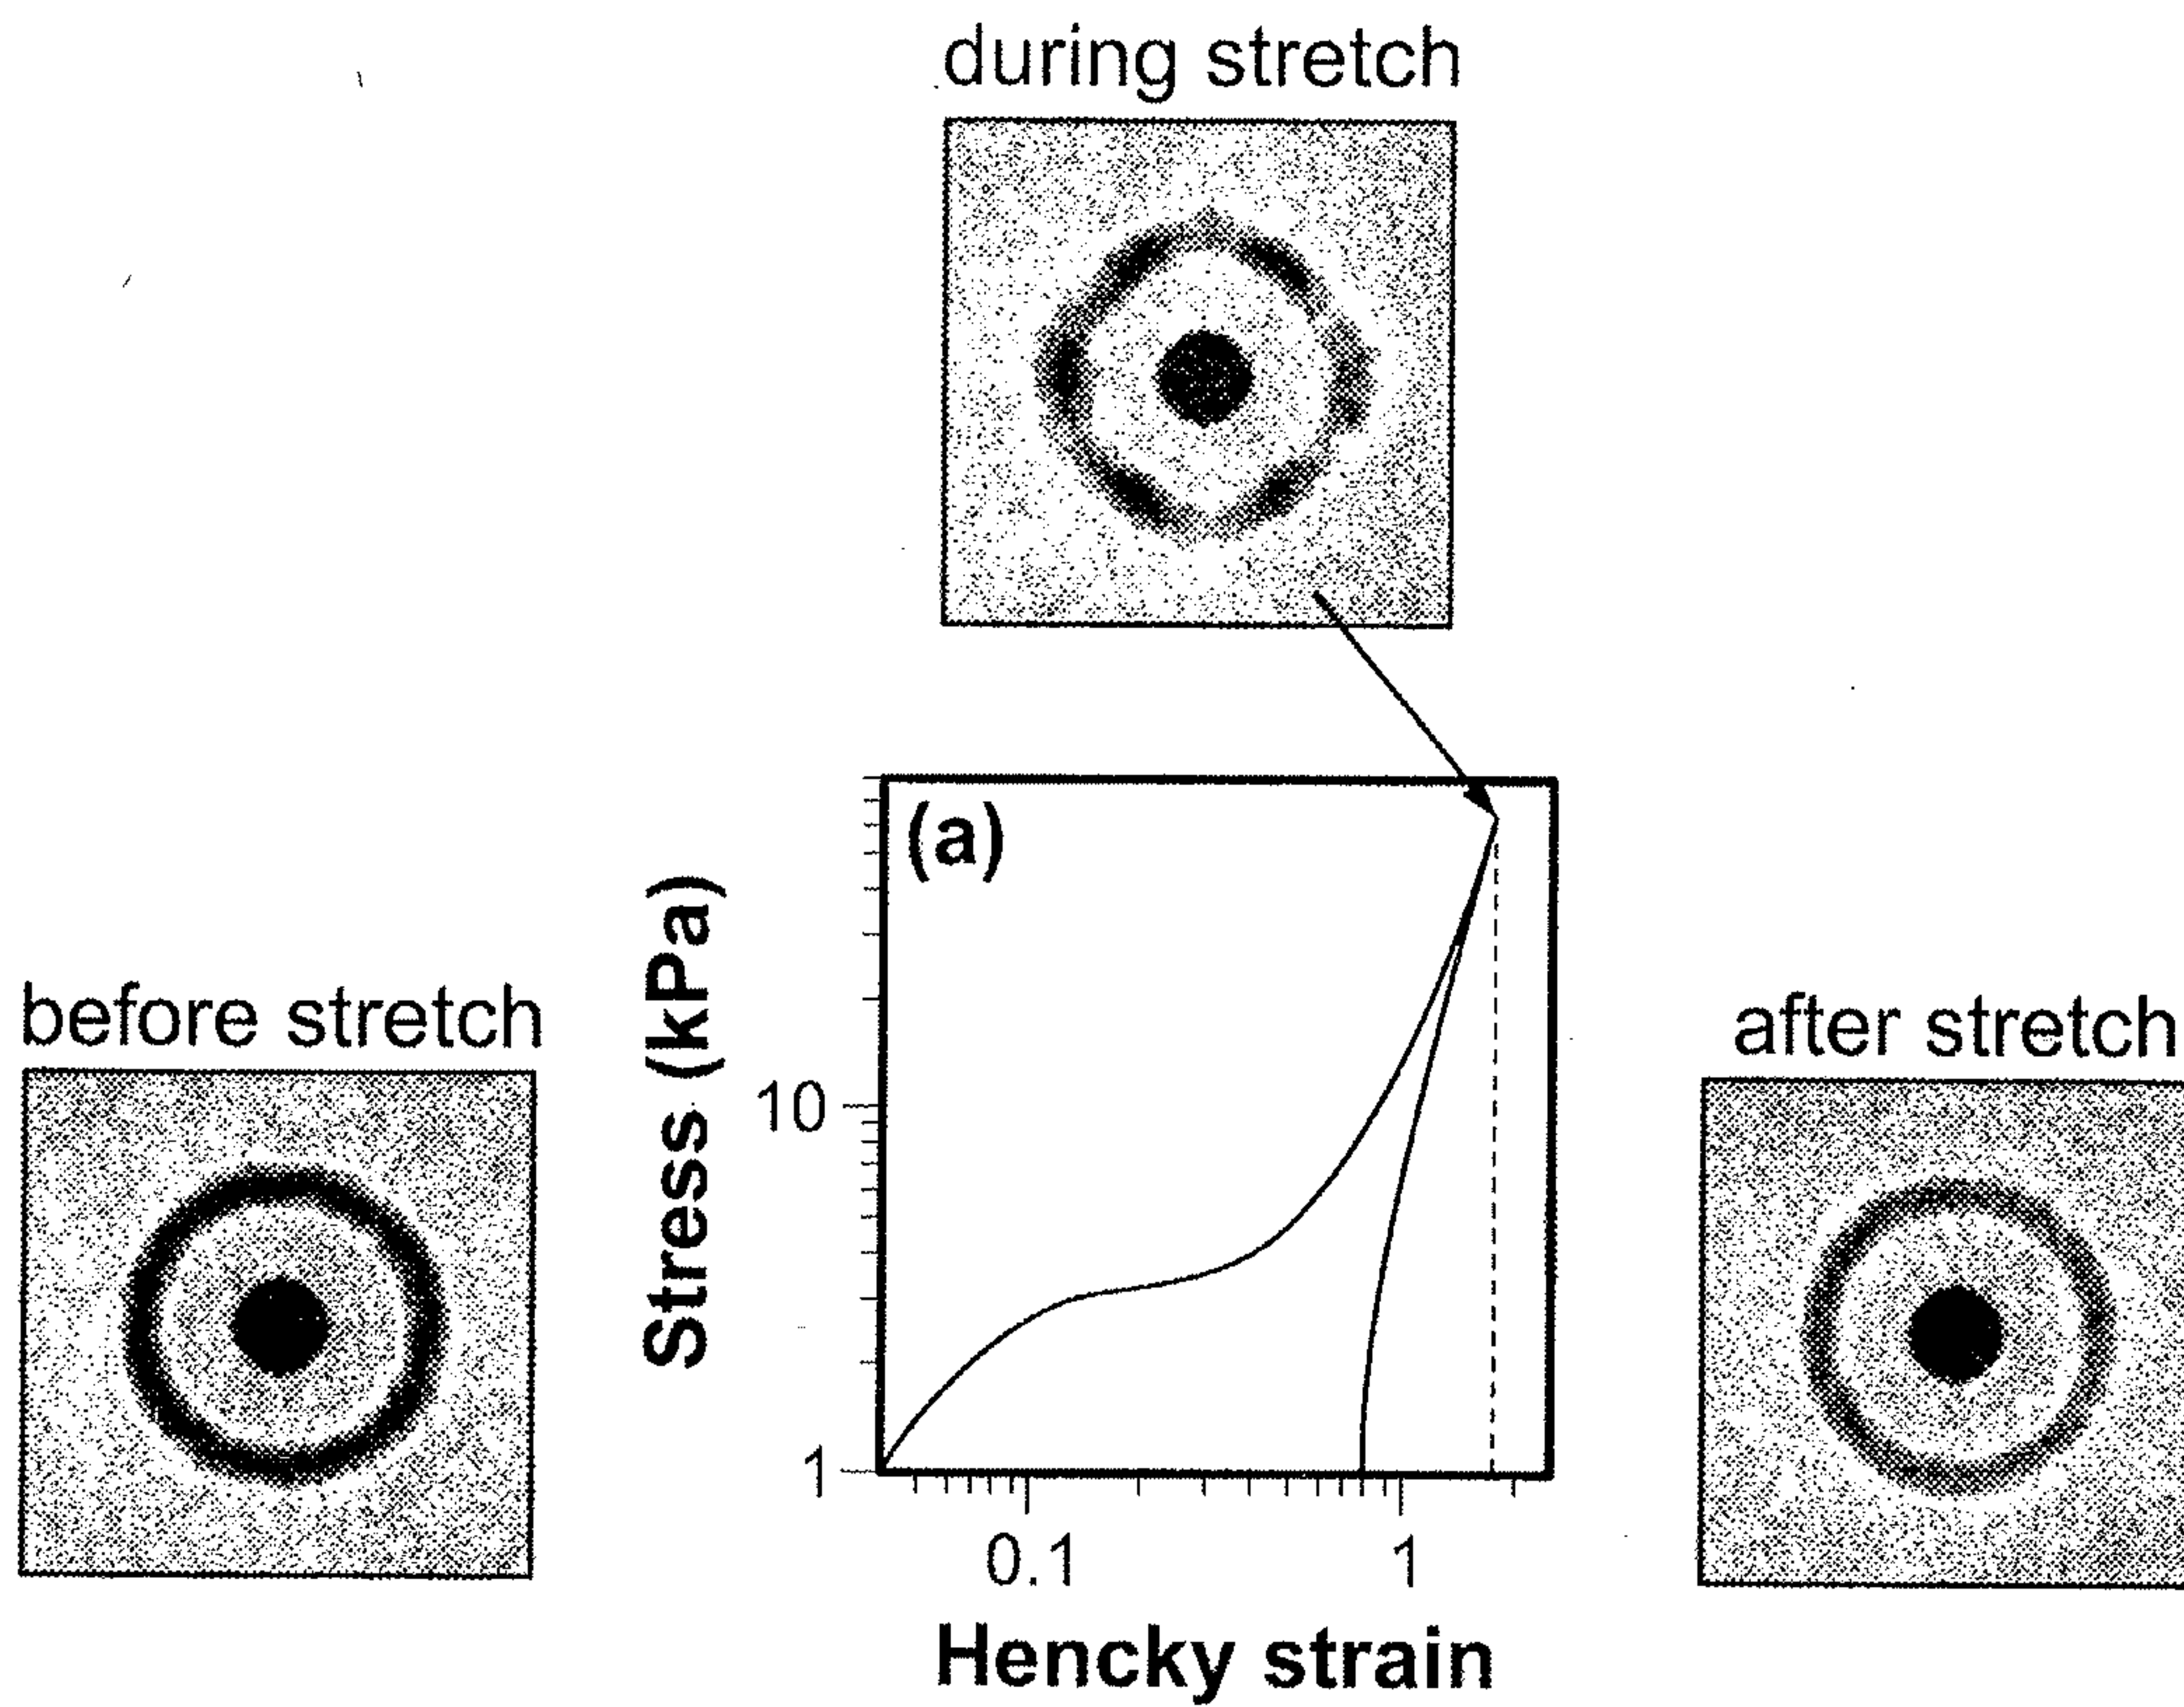 during stretch
(a)
before stretch
after stretch
Stress (kPa)
10
1
0.1
1
Hencky strain